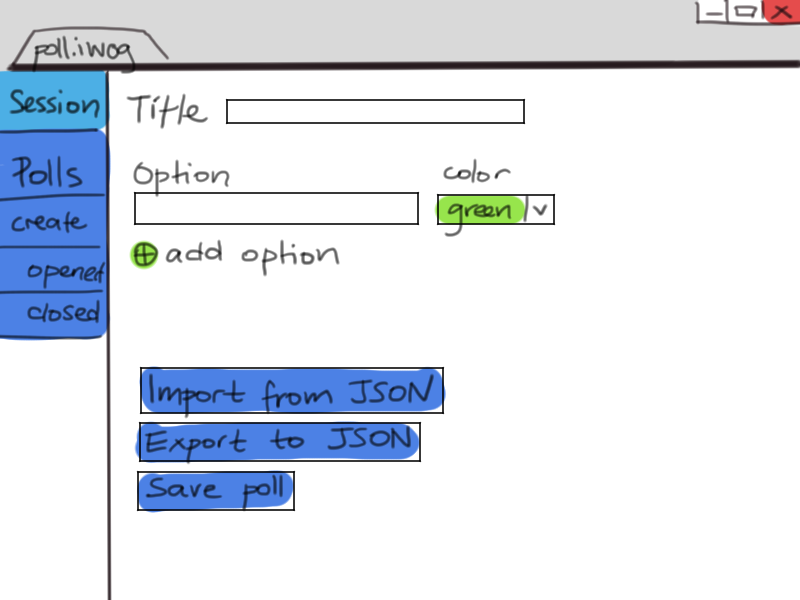 poll.iwog
Session
Polls
create
opened
closed
Title
Option
color
green
add option
Import from JSON
Export to JSON
Save poll